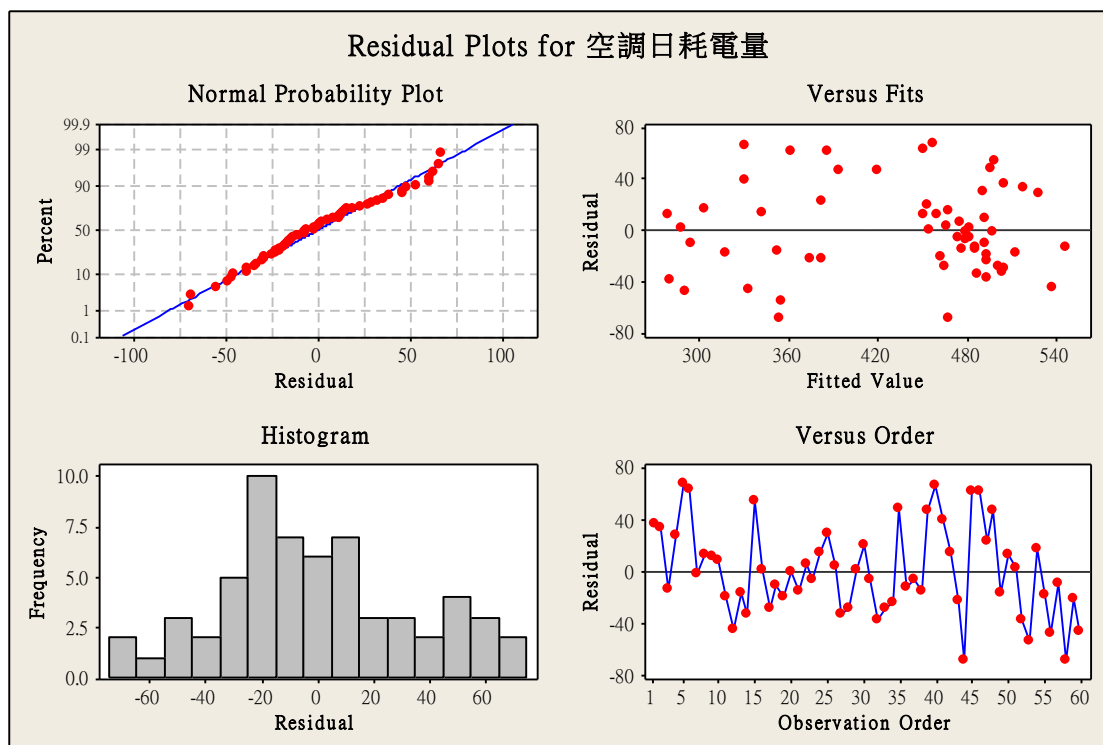 Residual Plots for 空調日耗電量
Normal Probability Plot
99.9
99
90
50
10
1
0.1
Percent
-100 -50 0 50 100
Residual
Versus Fits
80
40
0
-40
-80
Residual
300 360 420 480 540
Fitted Value
Histogram
10.0
7.5
5.0
2.5
0.0
Frequency
-60 -40 -20 0 20 40 60
Residual
Versus Order
80
40
0
-40
-80
Residual
1 5 10 15 20 25 30 35 40 45 50 55 60
Observation Order